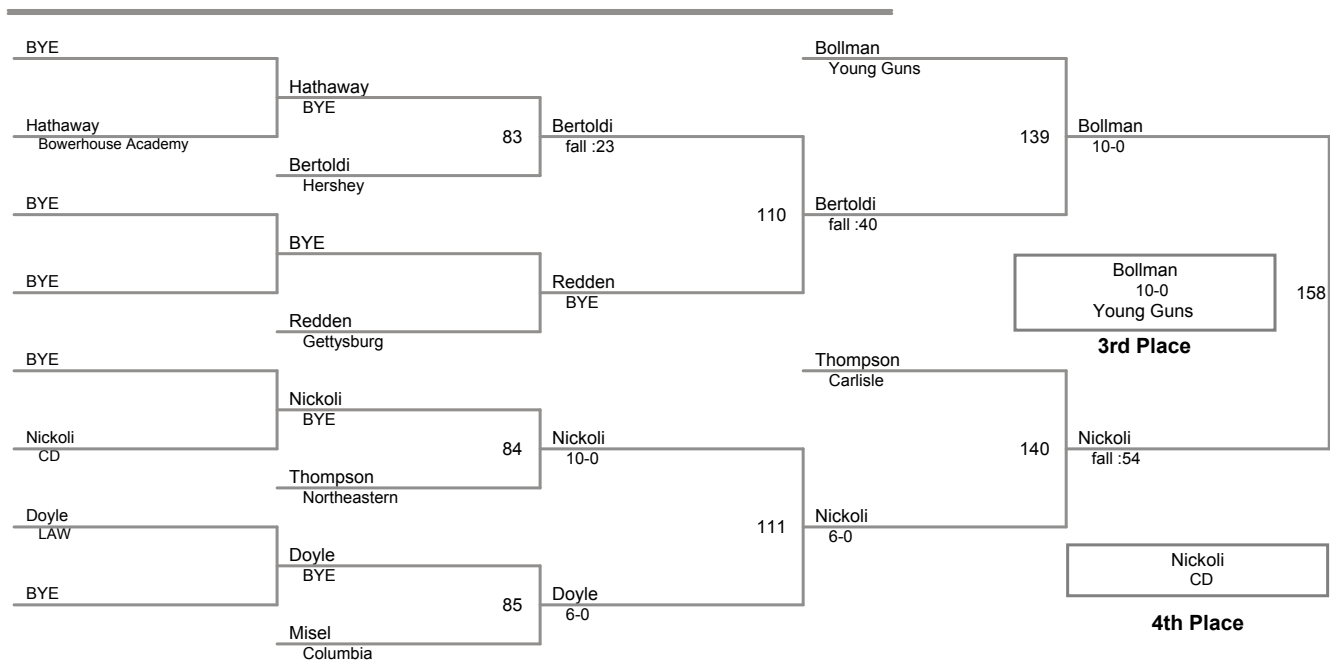 BYE
Bollman
Young Guns
Hathaway
BYE
Hathaway
Bowerhouse Academy
83
Bertoldi
fall :23
139
Bollman
10-0
Bertoldi
Hershey
BYE
110
Bertoldi
fall :40
BYE
BYE
Redden
BYE
Bollman
10-0
Young Guns
158
Redden
Gettysburg
3rd Place
BYE
Thompson
Carlisle
Nickoli
BYE
Nickoli
CD
84
Nickoli
10-0
140
Nickoli
fall :54
Thompson
Northeastern
Doyle
LAW
111
Nickoli
6-0
Doyle
BYE
Nickoli
CD
BYE
85
Doyle
6-0
4th Place
Misel
Columbia